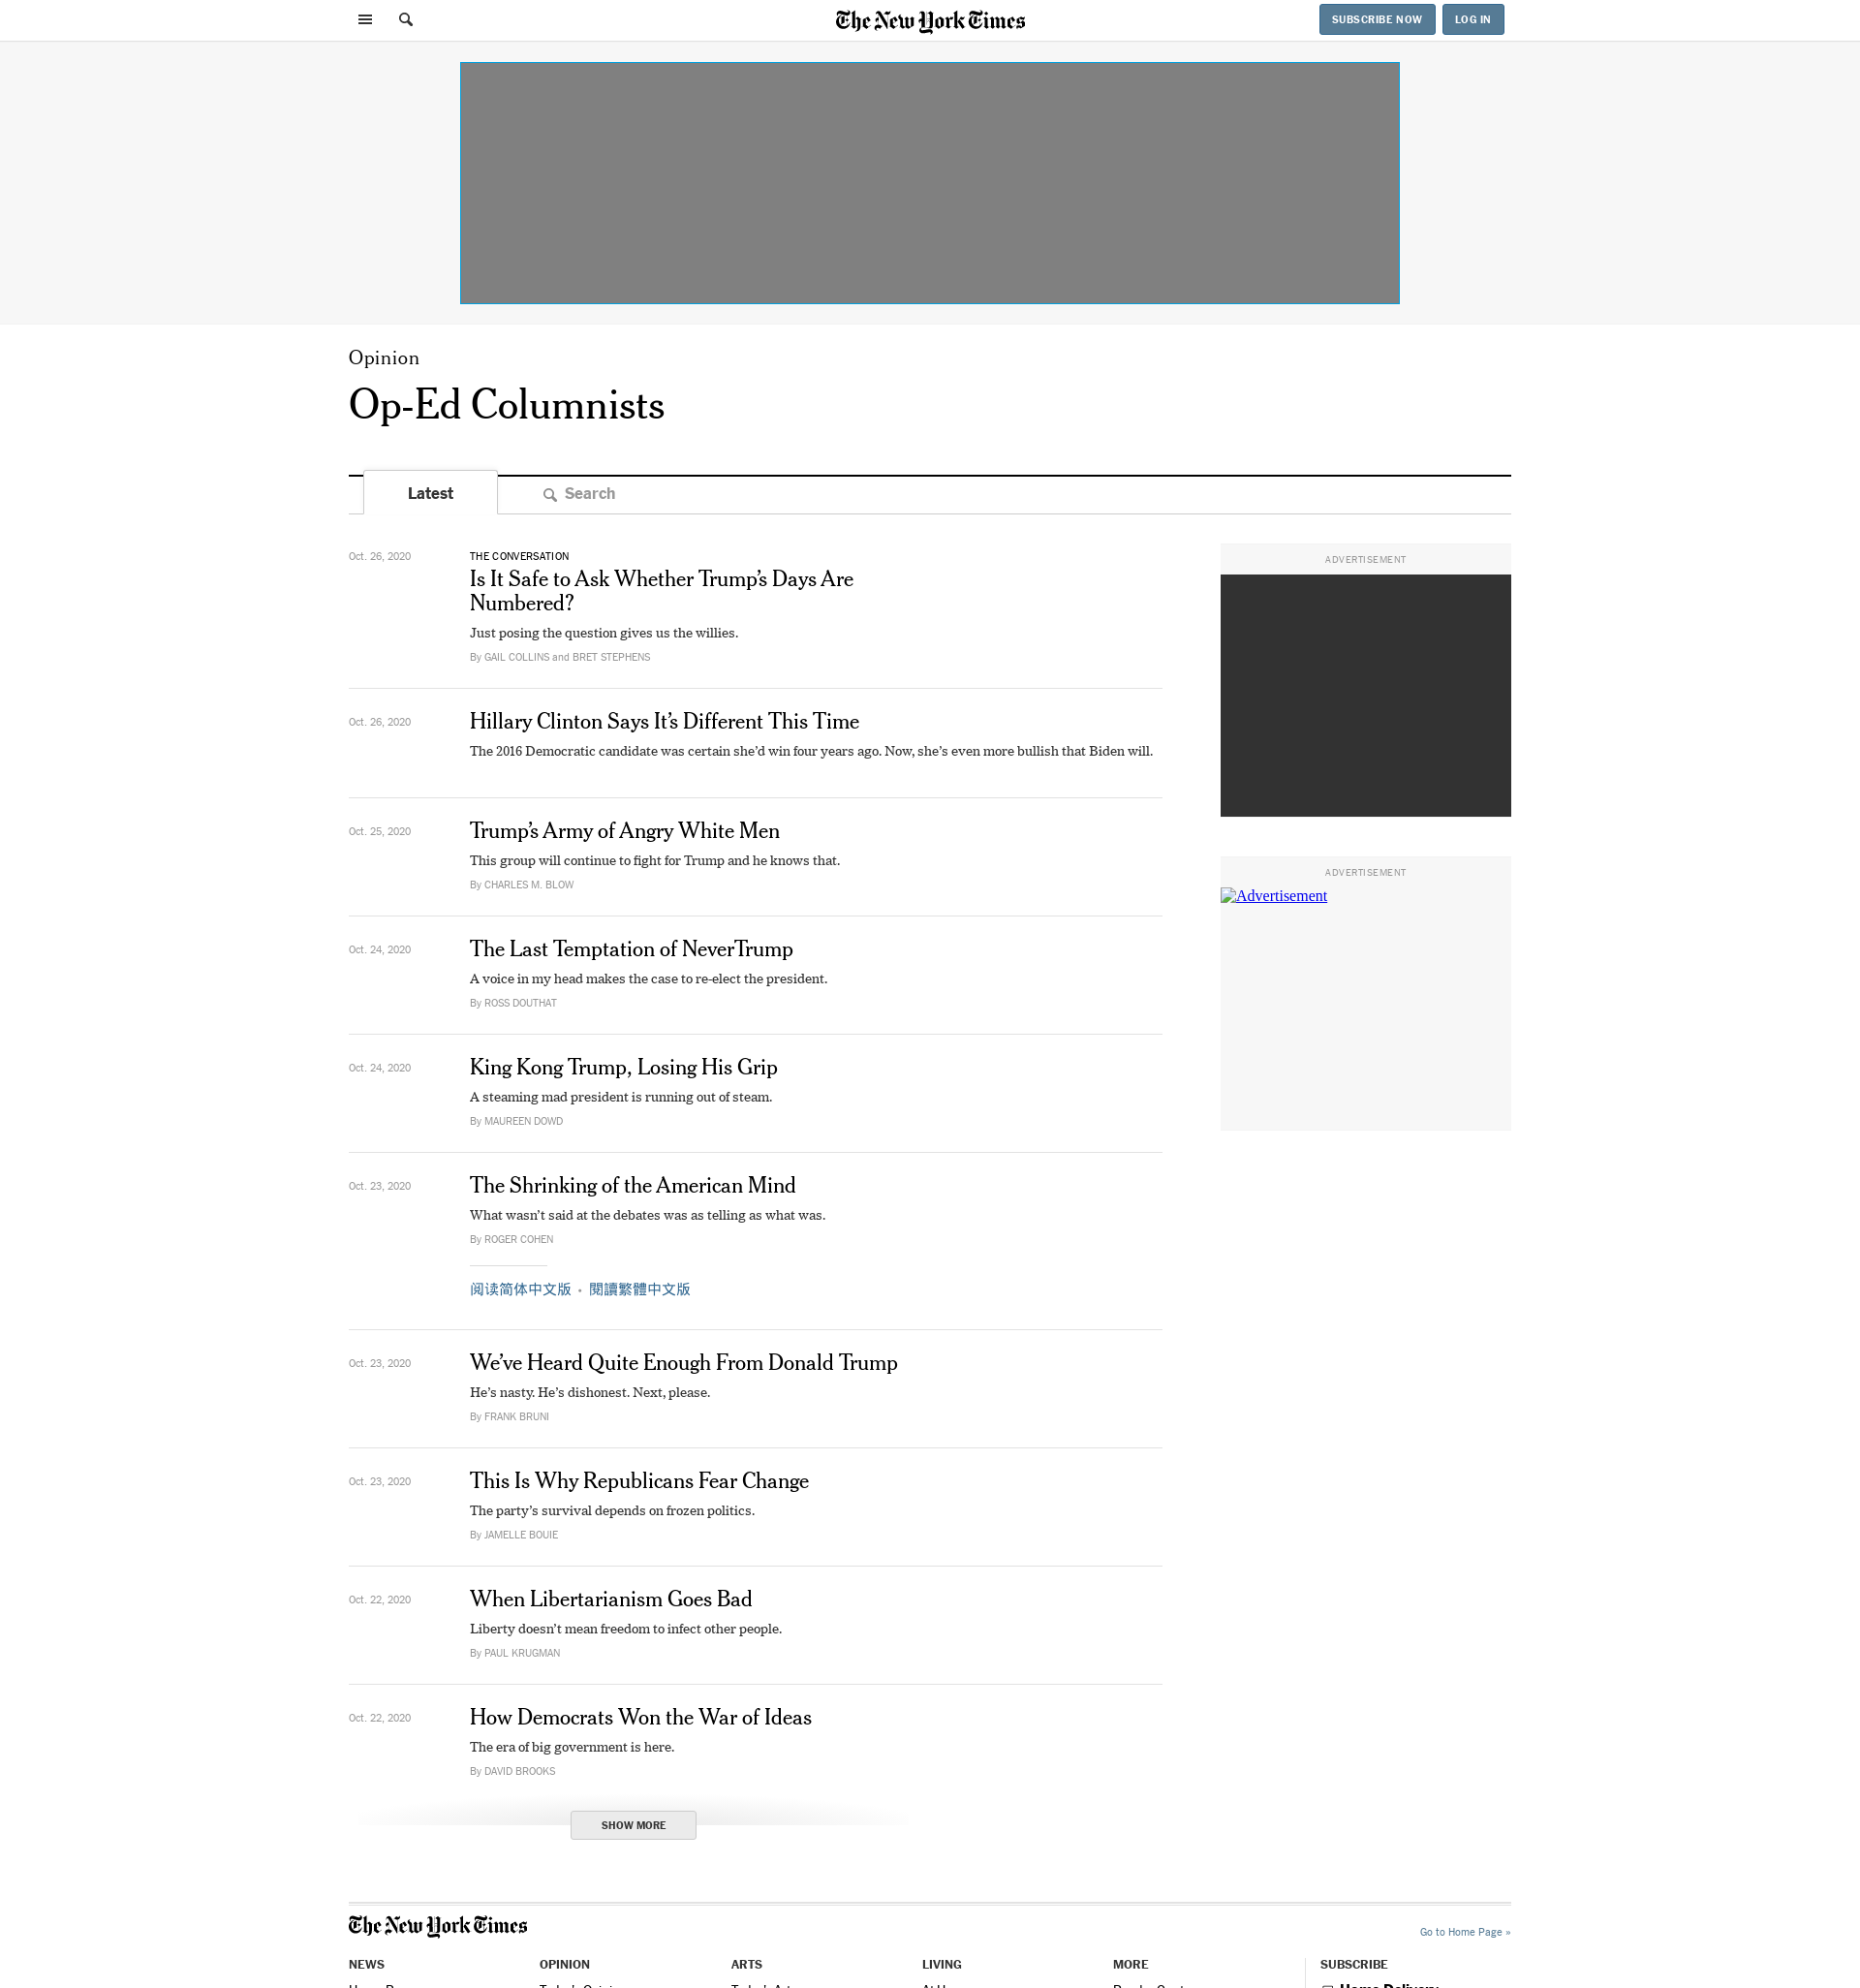 The New York Times
SUBSCRIBE NOW
LOG IN
Opinion
Op-Ed Columnists
Latest
Search
Oct. 26, 2020
THE CONVERSATION
Is It Safe to Ask Whether Trump’s Days Are
Numbered?
Just posing the question gives us the willies.
By GAIL COLLINS and BRET STEPHENS
Oct. 26, 2020
Hillary Clinton Says It’s Different This Time
The 2016 Democratic candidate was certain she’d win four years ago. Now, she’s even more bullish that Biden will.
Oct. 25, 2020
Trump’s Army of Angry White Men
This group will continue to fight for Trump and he knows that.
By CHARLES M. BLOW
Oct. 24, 2020
The Last Temptation of NeverTrump
A voice in my head makes the case to re-elect the president.
By ROSS DOUTHAT
Oct. 24, 2020
King Kong Trump, Losing His Grip
A steaming mad president is running out of steam.
By MAUREEN DOWD
Oct. 23, 2020
The Shrinking of the American Mind
What wasn’t said at the debates was as telling as what was.
By ROGER COHEN
阅读简体中文版 • 閱讀繁體中文版
Oct. 23, 2020
We’ve Heard Quite Enough From Donald Trump
He’s nasty. He’s dishonest. Next, please.
By FRANK BRUNI
Oct. 23, 2020
This Is Why Republicans Fear Change
The party’s survival depends on frozen politics.
By JAMELLE BOUIE
Oct. 22, 2020
When Libertarianism Goes Bad
Liberty doesn’t mean freedom to infect other people.
By PAUL KRUGMAN
Oct. 22, 2020
How Democrats Won the War of Ideas
The era of big government is here.
By DAVID BROOKS
SHOW MORE
ADVERTISEMENT
ADVERTISEMENT
Advertisement
The New York Times
Go to Home Page »
NEWS
OPINION
ARTS
LIVING
MORE
SUBSCRIBE
Home Delivery